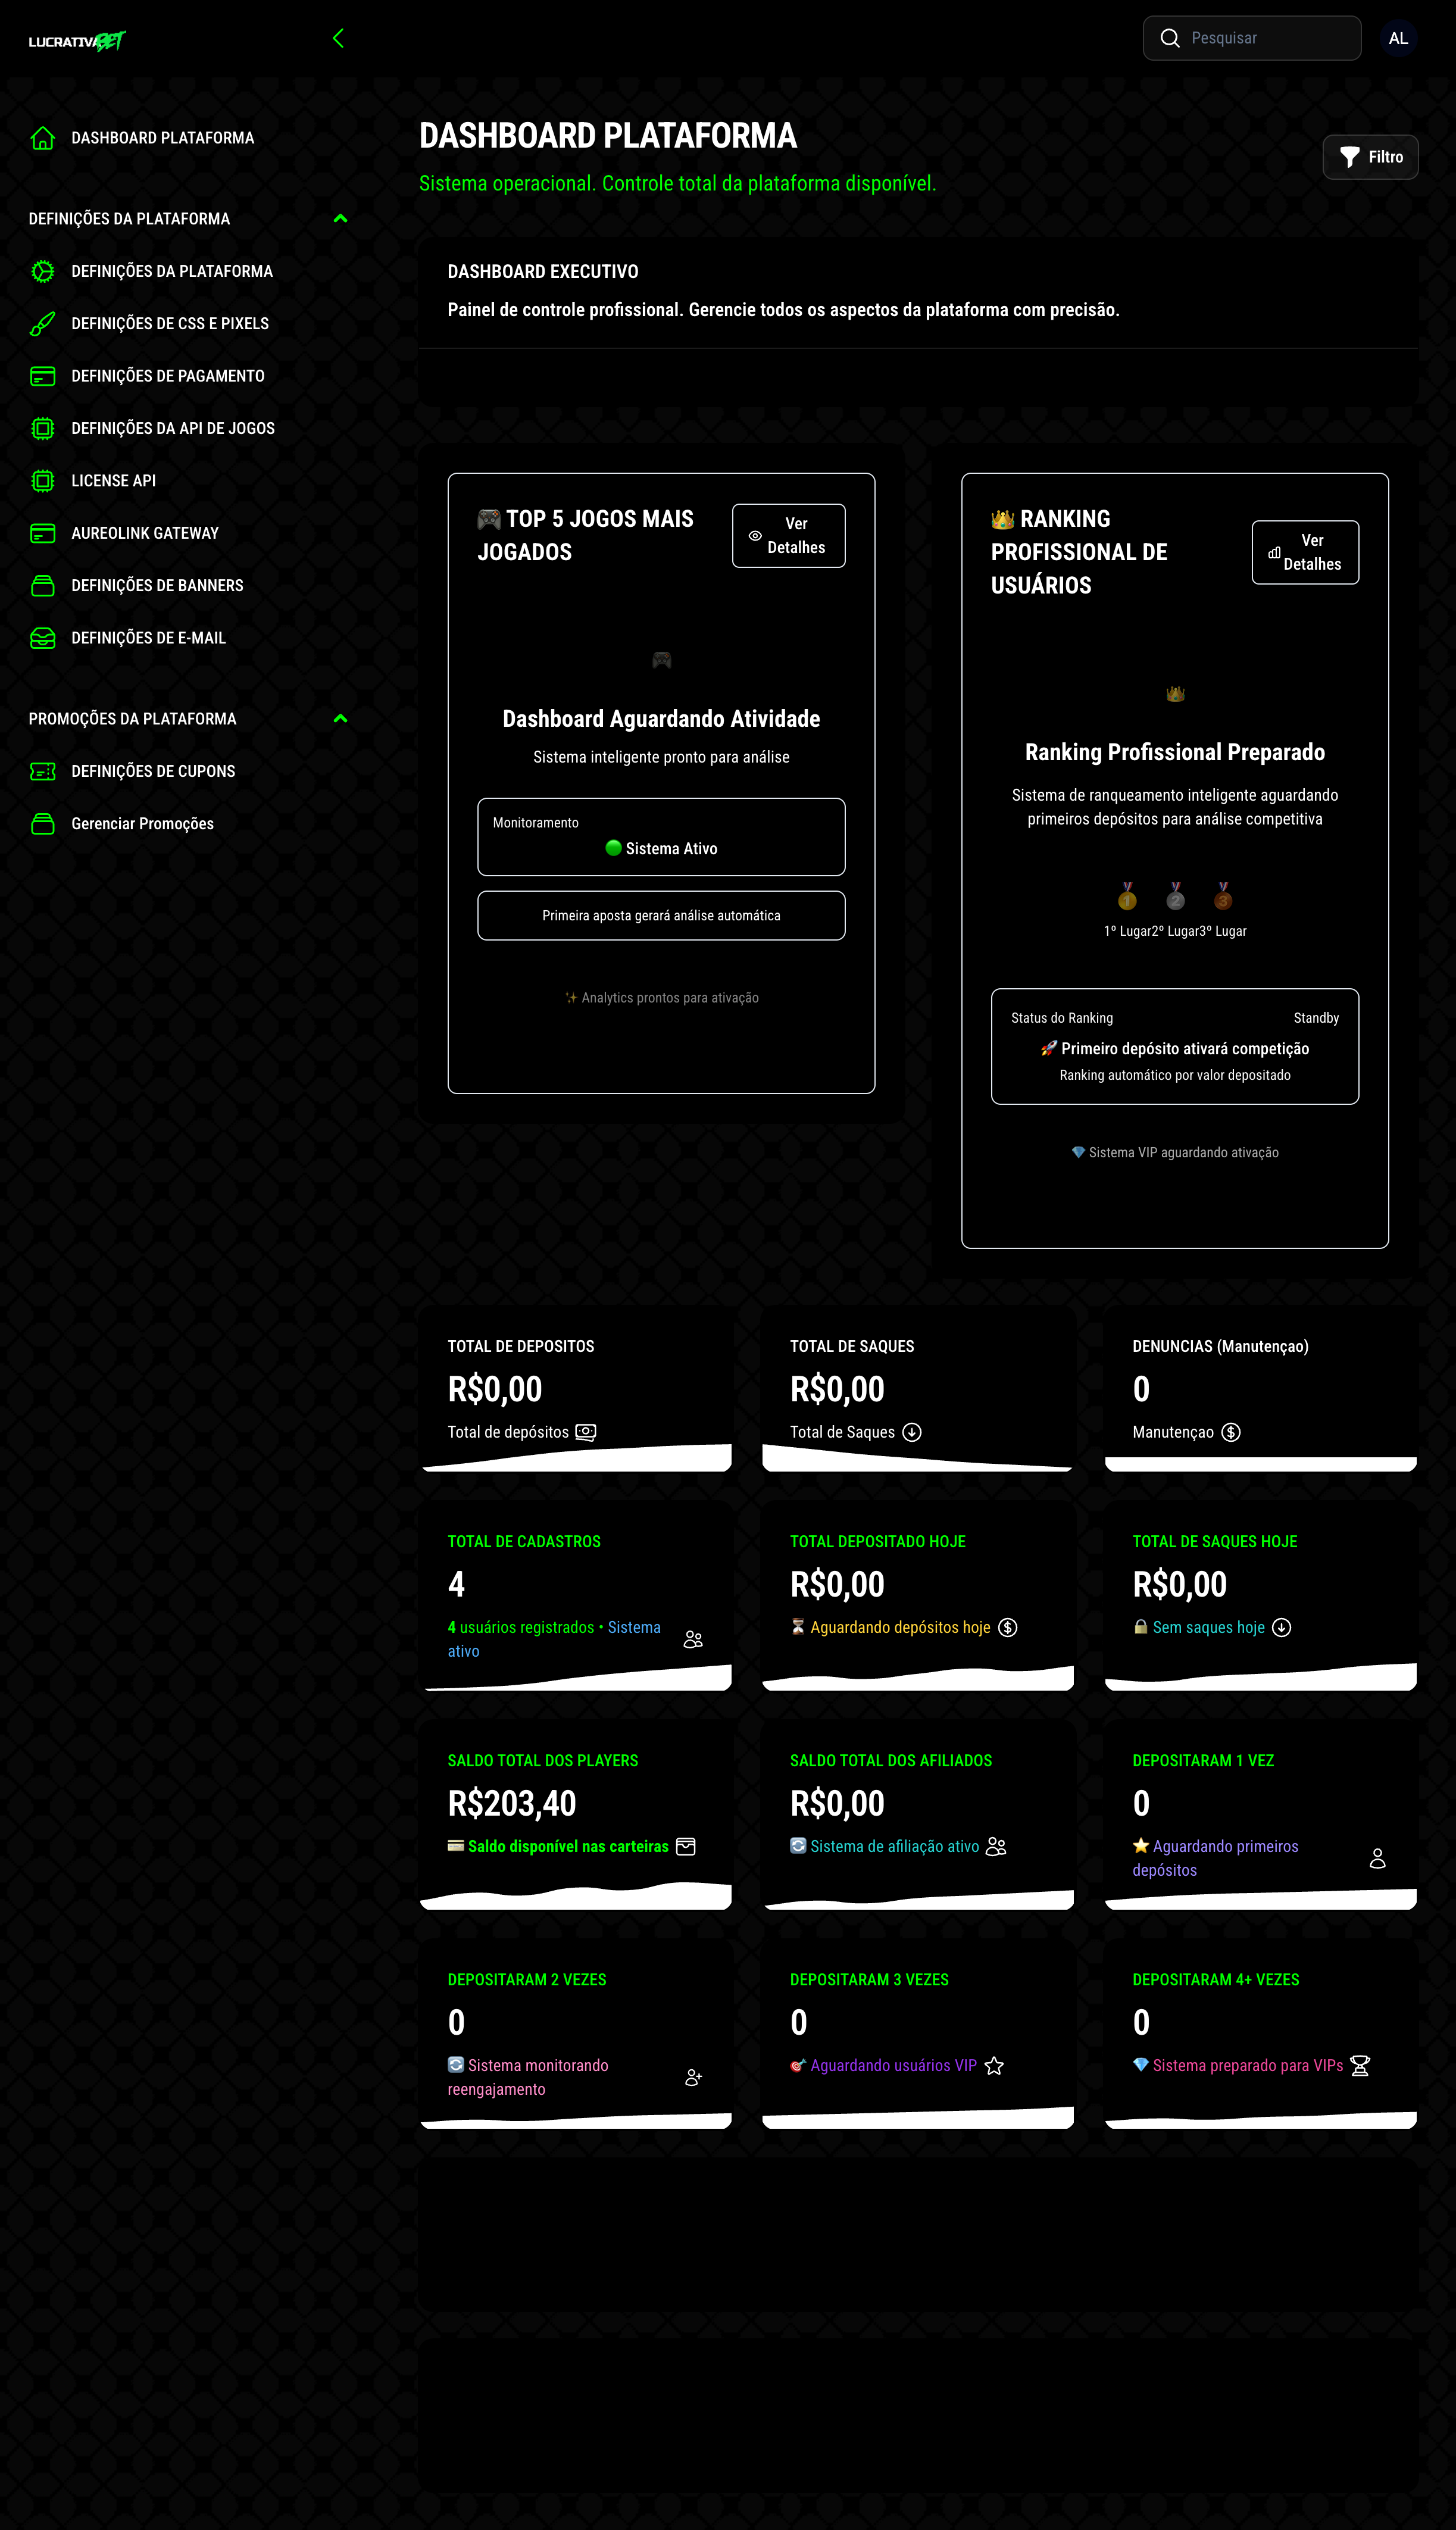 LUCRATIVABET
Pesquisar
AL
DASHBOARD PLATAFORMA
DEFINIÇÕES DA PLATAFORMA
DEFINIÇÕES DA PLATAFORMA
DEFINIÇÕES DE CSS E PIXELS
DEFINIÇÕES DE PAGAMENTO
DEFINIÇÕES DA API DE JOGOS
LICENSE API
AUREOLINK GATEWAY
DEFINIÇÕES DE BANNERS
DEFINIÇÕES DE E-MAIL
PROMOÇÕES DA PLATAFORMA
DEFINIÇÕES DE CUPONS
Gerenciar Promoções
DASHBOARD PLATAFORMA
Sistema operacional. Controle total da plataforma disponível.
Filtro
DASHBOARD EXECUTIVO
Painel de controle profissional. Gerencie todos os aspectos da plataforma com precisão.
🎮 TOP 5 JOGOS MAIS
JOGADOS
Ver
Detalhes
🎮
Dashboard Aguardando Atividade
Sistema inteligente pronto para análise
Monitoramento
🟢 Sistema Ativo
Primeira aposta gerará análise automática
✨ Analytics prontos para ativação
👑 RANKING
PROFISSIONAL DE
USUÁRIOS
Ver
Detalhes
👑
Ranking Profissional Preparado
Sistema de ranqueamento inteligente aguardando
primeiros depósitos para análise competitiva
🥇 🥈 🥉
1º Lugar2º Lugar3º Lugar
Status do Ranking Standby
🚀 Primeiro depósito ativará competição
Ranking automático por valor depositado
💎 Sistema VIP aguardando ativação
TOTAL DE DEPOSITOS
R$0,00
Total de depósitos
TOTAL DE SAQUES
R$0,00
Total de Saques
DENUNCIAS (Manutençao)
0
Manutençao
TOTAL DE CADASTROS
4
4 usuários registrados • Sistema
ativo
TOTAL DEPOSITADO HOJE
R$0,00
⏳ Aguardando depósitos hoje
TOTAL DE SAQUES HOJE
R$0,00
🔒 Sem saques hoje
SALDO TOTAL DOS PLAYERS
R$203,40
💳 Saldo disponível nas carteiras
SALDO TOTAL DOS AFILIADOS
R$0,00
🔄 Sistema de afiliação ativo
DEPOSITARAM 1 VEZ
0
⭐ Aguardando primeiros
depósitos
DEPOSITARAM 2 VEZES
0
🔄 Sistema monitorando
reengajamento
DEPOSITARAM 3 VEZES
0
🎯 Aguardando usuários VIP
DEPOSITARAM 4+ VEZES
0
💎 Sistema preparado para VIPs